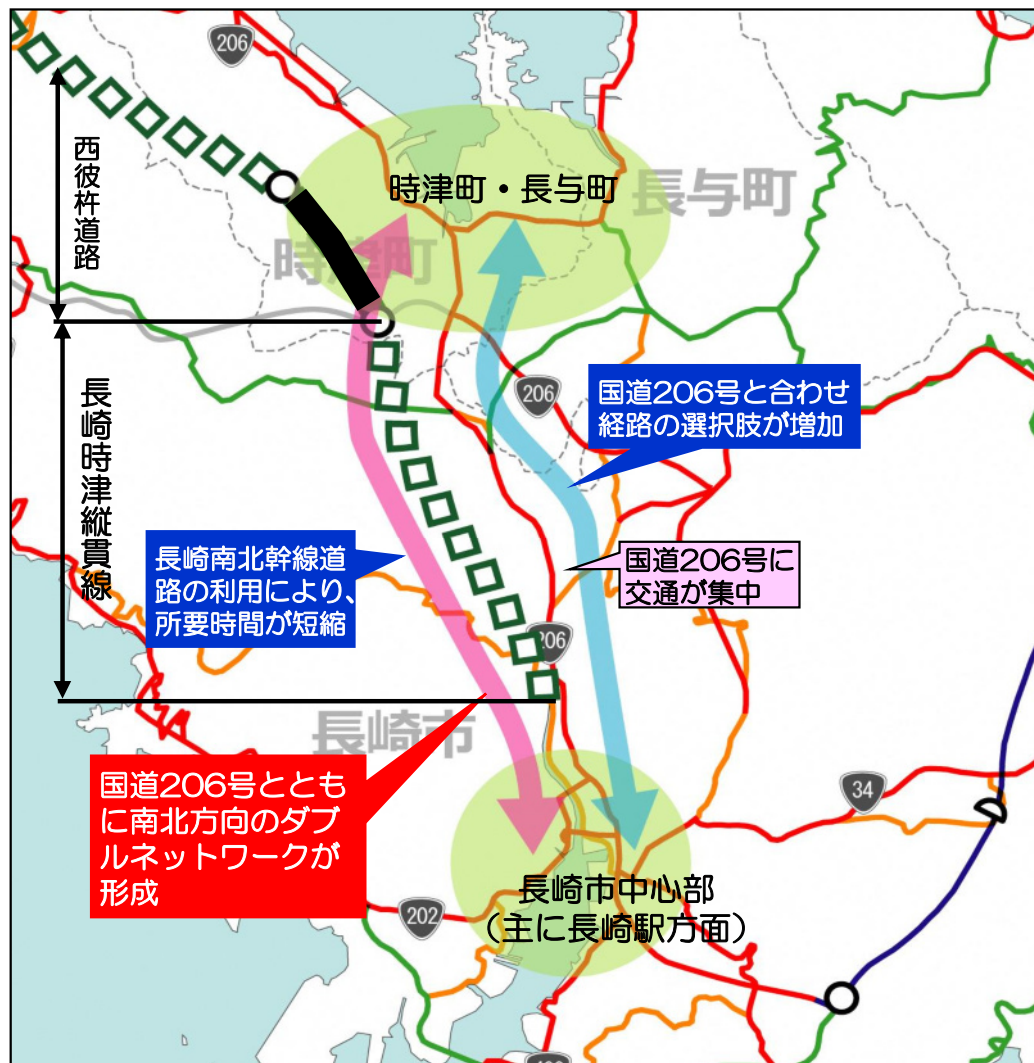 206
西彼杵道路
時津町・長与町
長与町
時津町
長崎時津縦貫線
206
国道206号と合わせ
経路の選択肢が増加
長崎南北幹線道
路の利用により、
所要時間が短縮
国道206号に
交通が集中
206
長崎市
国道206号ととも
に南北方向のダブ
ルネットワークが
形成
34
長崎市中心部
（主に長崎駅方面）
202